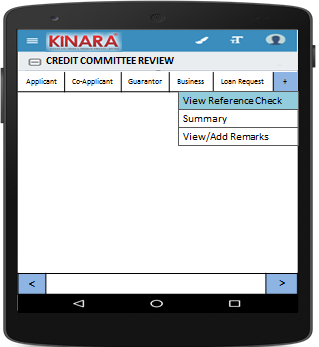 KINARA
CREDIT COMMITTEE REVIEW
Applicant Co-Applicant Guarantor Business Loan Request +
View Reference Check
Summary
View/Add Remarks
< >